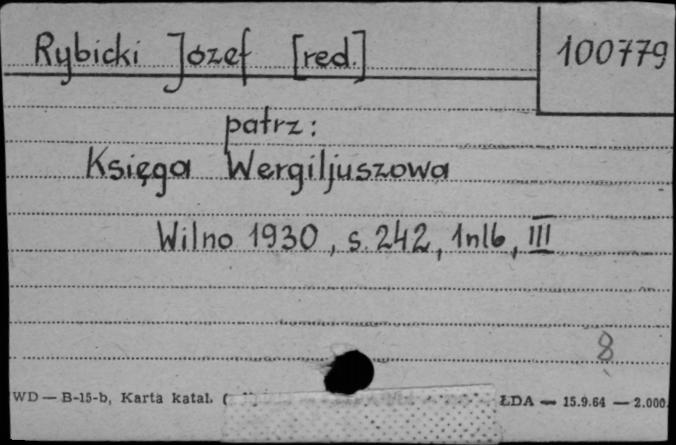 Rybicki Józef [red.] 100779
patrz:
Księga Wergiljuszowa
Wilno 1930, s. 242, 1nlb, III
8
WD — B-15-b, Karta katal. ŁDA — 15.9.64 — 2.000